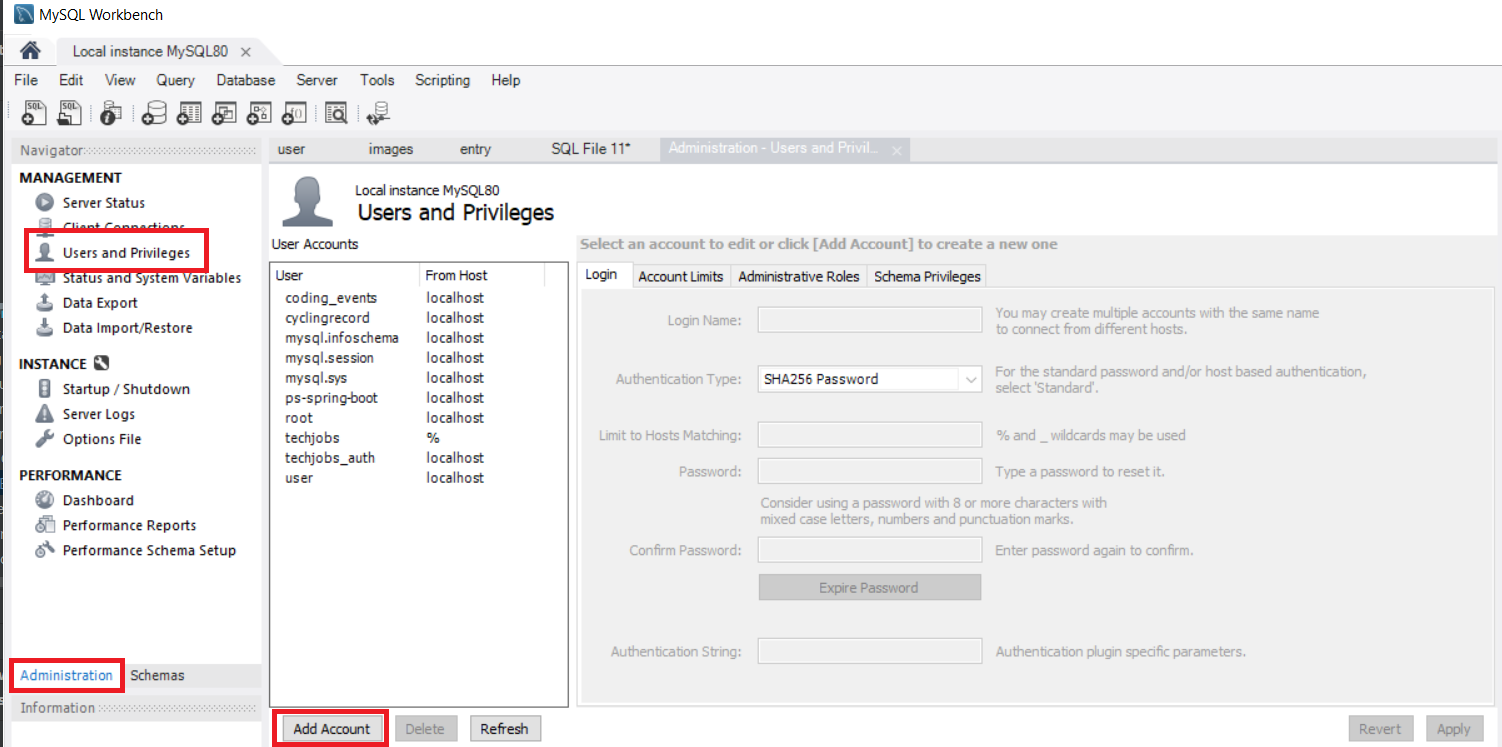 MySQL Workbench
Local instance MySQL80
File Edit View Query Database Server Tools Scripting Help
Navigator
MANAGEMENT
Server Status
Client Connections
Users and Privileges
Status and System Variables
Data Export
Data Import/Restore
INSTANCE
Startup / Shutdown
Server Logs
Options File
PERFORMANCE
Dashboard
Performance Reports
Performance Schema Setup
Administration Schemas
Information
user images entry SQL File 11* Administration - Users and Privil...
Local instance MySQL80
Users and Privileges
User Accounts
User From Host
coding_events localhost
cyclingrecord localhost
mysql.infoschema localhost
mysql.session localhost
mysql.sys localhost
ps-spring-boot localhost
root localhost
techjobs %
techjobs_auth localhost
user localhost
Add Account Delete Refresh
Select an account to edit or click [Add Account] to create a new one
Login Account Limits Administrative Roles Schema Privileges
Login Name: You may create multiple accounts with the same name
to connect from different hosts.
Authentication Type: SHA256 Password For the standard password and/or host based authentication,
select 'Standard'.
Limit to Hosts Matching: % and _ wildcards may be used
Password: Type a password to reset it.
Consider using a password with 8 or more characters with
mixed case letters, numbers and punctuation marks.
Confirm Password: Enter password again to confirm.
Expire Password
Authentication String: Authentication plugin specific parameters.
Revert Apply